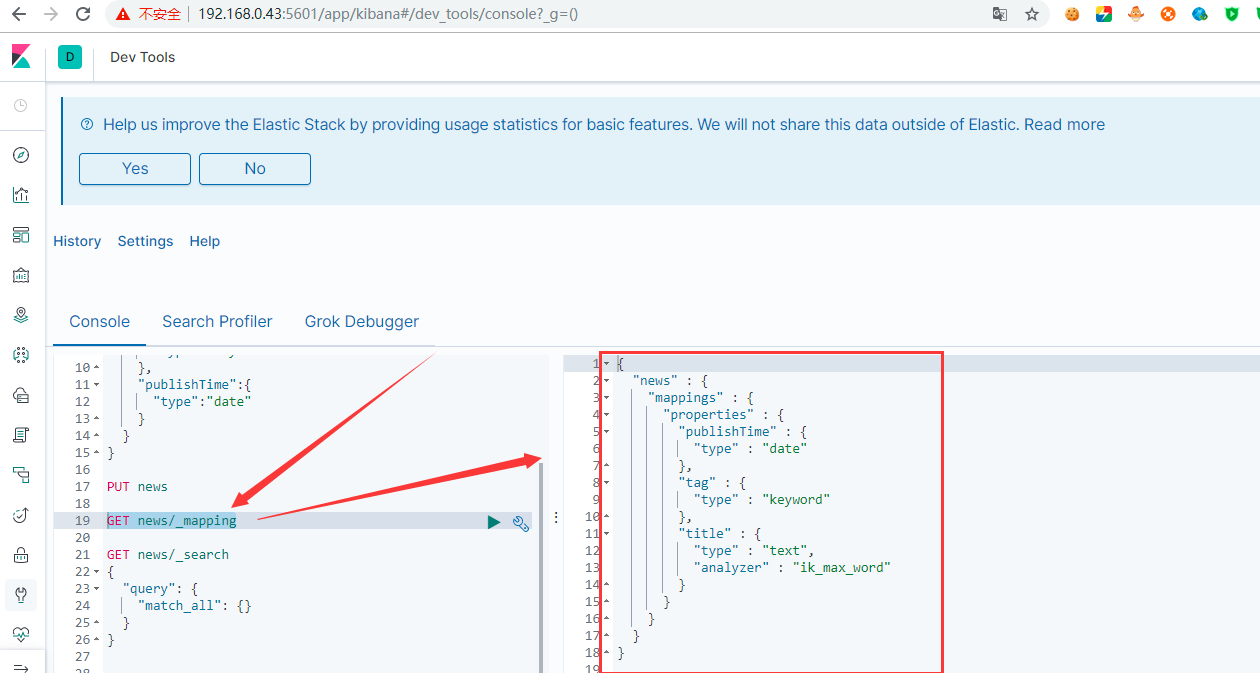 不安全 192.168.0.43:5601/app/kibana#/dev_tools/console?_g=()
D Dev Tools
Help us improve the Elastic Stack by providing usage statistics for basic features. We will not share this data outside of Elastic. Read more
Yes No
History Settings Help
Console Search Profiler Grok Debugger
10 },
11 "publishTime":{
12 "type":"date"
13 }
14 }
15 }
16
17 PUT news
18
19 GET news/_mapping
20
21 GET news/_search
22 {
23 "query": {
24 "match_all": {}
25 }
26 }
27
28
1 {
2 "news" : {
3 "mappings" : {
4 "properties" : {
5 "publishTime" : {
6 "type" : "date"
7 },
8 "tag" : {
9 "type" : "keyword"
10 },
11 "title" : {
12 "type" : "text",
13 "analyzer" : "ik_max_word"
14 }
15 }
16 }
17 }
18 }
19